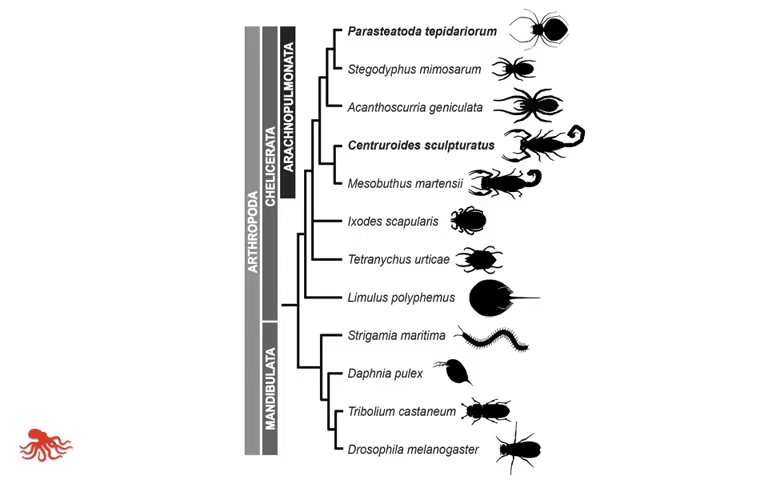 ARTHROPODA
CHELICERATA
MANDIBULATA
ARACHNOPULMONATA
Parasteatoda tepidariorum
Stegodyphus mimosarum
Acanthoscurria geniculata
Centruroides sculpturatus
Mesobuthus martensii
Ixodes scapularis
Tetranychus urticae
Limulus polyphemus
Strigamia maritima
Daphnia pulex
Tribolium castaneum
Drosophila melanogaster